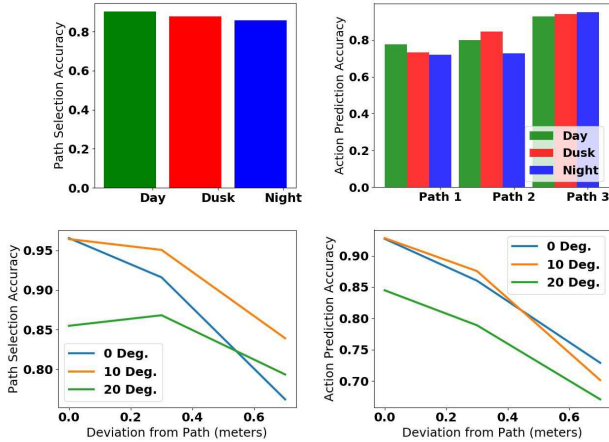 Path Selection Accuracy
0.8
0.6
0.4
0.2
0.0
Day
Dusk
Night
Action Prediction Accuracy
0.8
0.6
0.4
0.2
0.0
Day
Dusk
Night
Path 1
Path 2
Path 3
Path Selection Accuracy
0.95
0.90
0.85
0.80
0 Deg.
10 Deg.
20 Deg.
0.0
0.2
0.4
0.6
Deviation from Path (meters)
Action Prediction Accuracy
0.90
0.85
0.80
0.75
0.70
0 Deg.
10 Deg.
20 Deg.
0.0
0.2
0.4
0.6
Deviation from Path (meters)